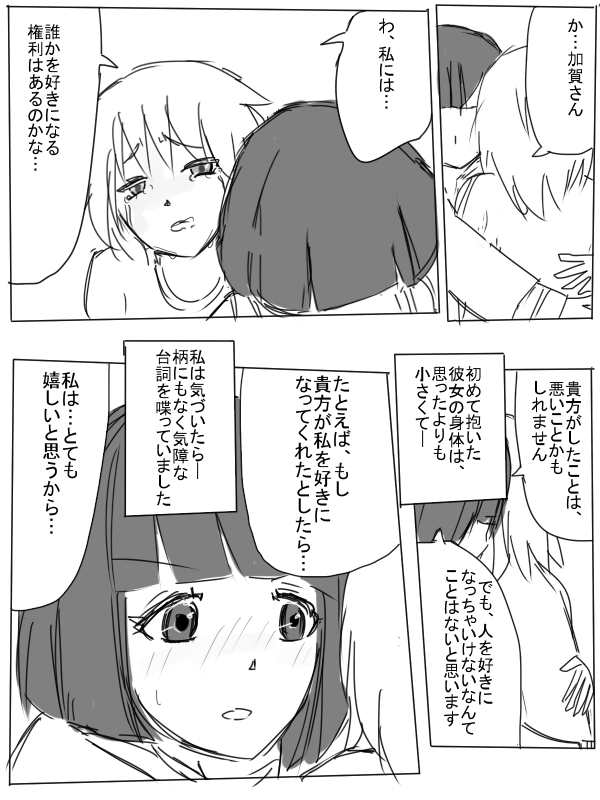 か…加賀さん
わ、私には…
誰かを好きになる
権利はあるのかな…
貴方がしたことは、
悪いことかも
しれません
でも、人を好きに
なっちゃいけないなんて
ことはないと思います
初めて抱いた
彼女の身体は、
思ったよりも
小さくて―
たとえば、もし
貴方が私を好きに
なってくれたとしたら…
私は気づいたら―
柄にもなく気障な
台詞を喋っていました
私は…とても
嬉しいと思うから…